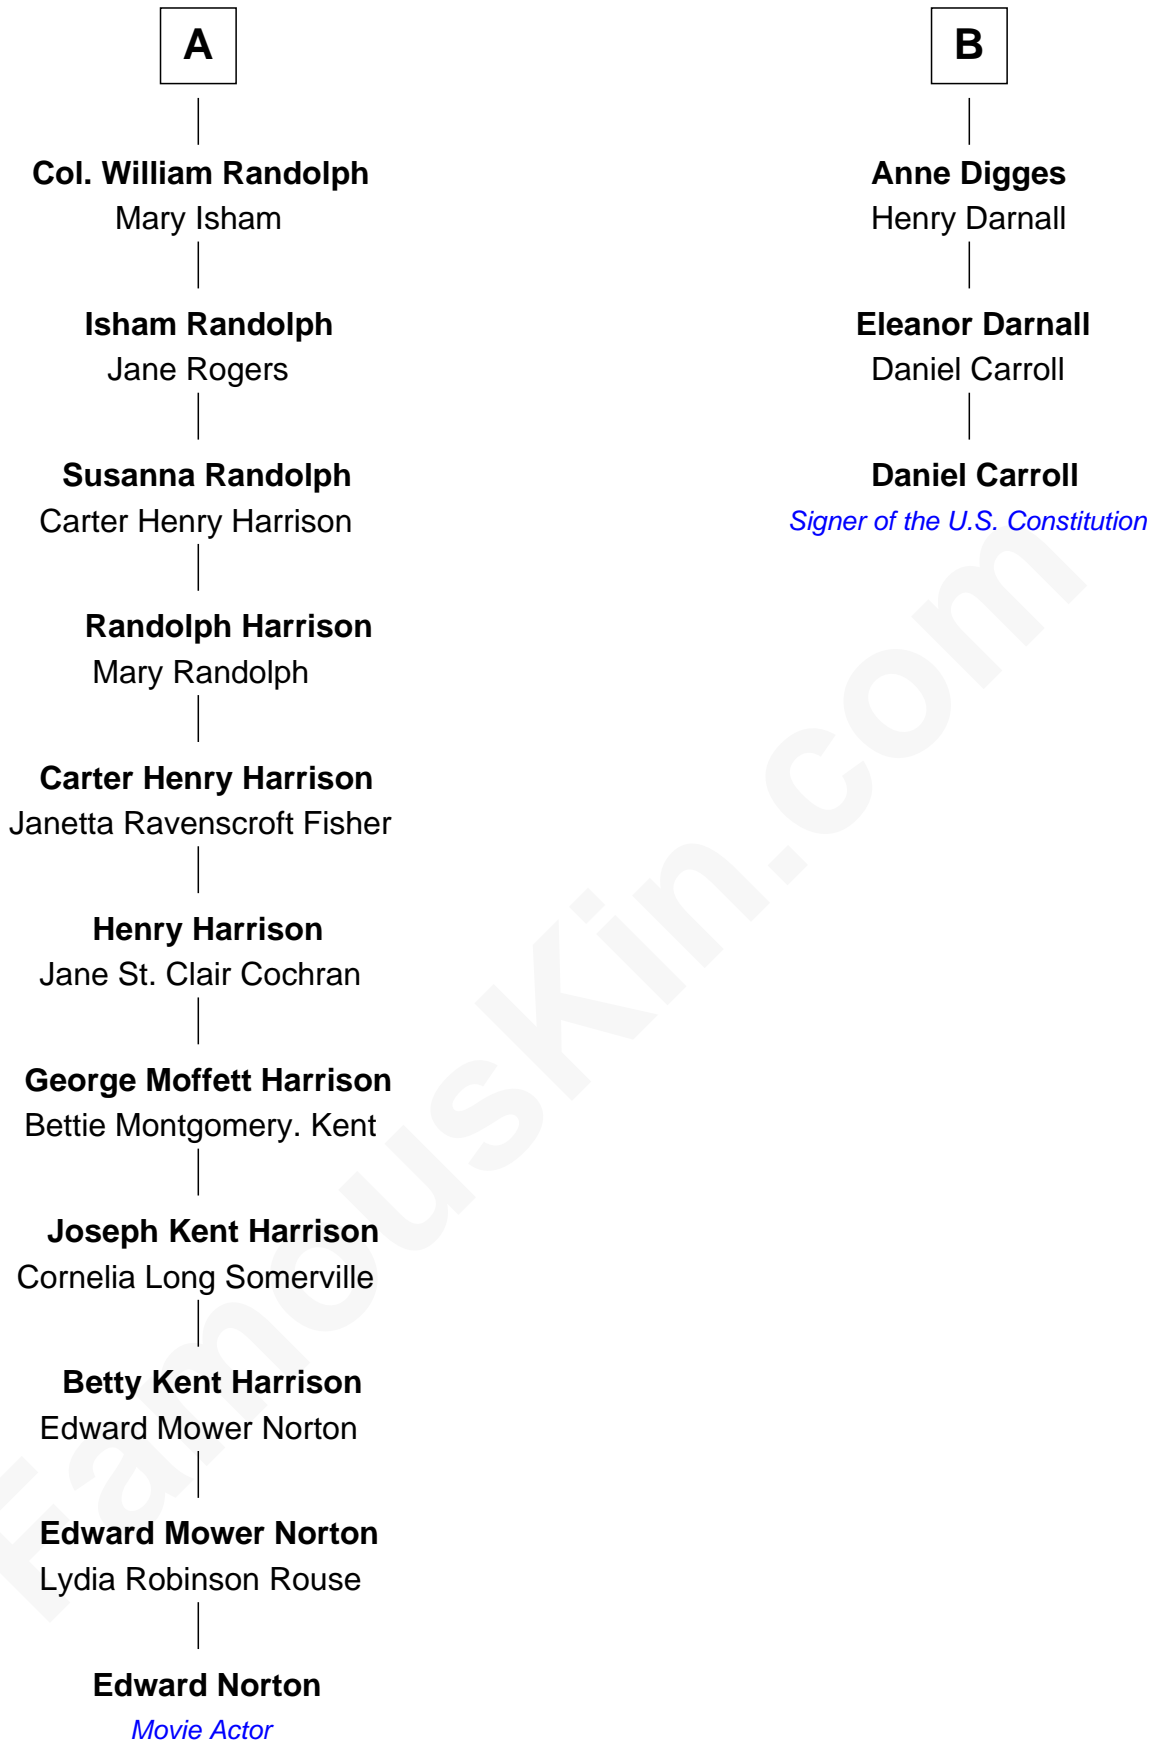 A
Col. William Randolph
Mary Isham
Isham Randolph
Jane Rogers
Susanna Randolph
Carter Henry Harrison
Randolph Harrison
Mary Randolph
Carter Henry Harrison
Janetta Ravenscroft Fisher
Henry Harrison
Jane St. Clair Cochran
George Moffett Harrison
Bettie Montgomery. Kent
Joseph Kent Harrison
Cornelia Long Somerville
Betty Kent Harrison
Edward Mower Norton
Edward Mower Norton
Lydia Robinson Rouse
Edward Norton
Movie Actor
B
Anne Digges
Henry Darnall
Eleanor Darnall
Daniel Carroll
Daniel Carroll
Signer of the U.S. Constitution
FamousKin.com